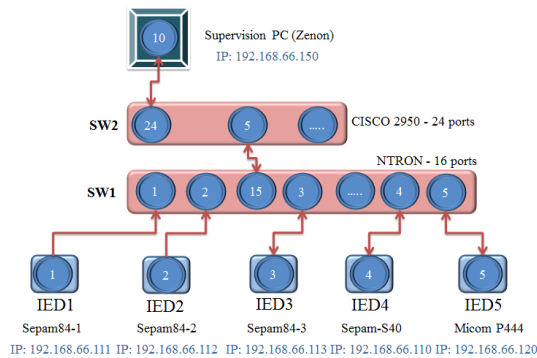 10
Supervision PC (Zenon)
IP: 192.168.66.150
SW2
24
5
.....
CISCO 2950 - 24 ports
NTRON - 16 ports
SW1
1
2
15
3
.....
4
5
1
2
3
4
5
IED1
IED2
IED3
IED4
IED5
Sepam84-1
Sepam84-2
Sepam84-3
Sepam-S40
Micom P444
IP: 192.168.66.111
IP: 192.168.66.112
IP: 192.168.66.113
IP: 192.168.66.110
IP: 192.168.66.120